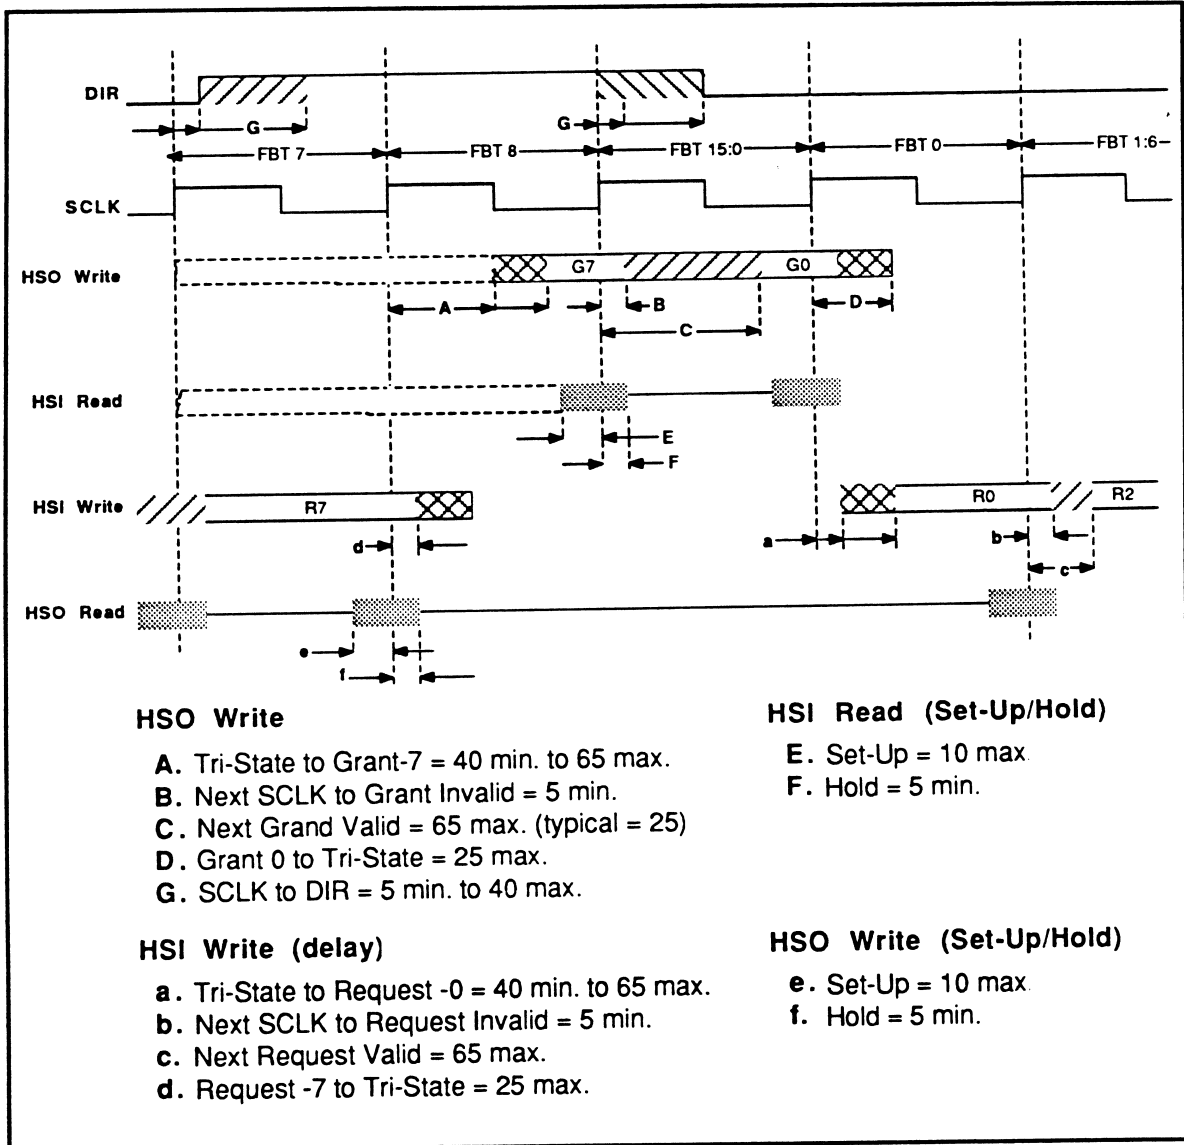 DIR
G
G
FBT 7
FBT 8
FBT 15:0
FBT 0
FBT 1:6
SCLK
HSO Write
G7
G0
A
B
D
C
HSI Read
E
F
HSI Write
R7
R0
R2
d
a
b
c
HSO Read
e
f
HSO Write
A. Tri-State to Grant-7 = 40 min. to 65 max.
B. Next SCLK to Grant Invalid = 5 min.
C. Next Grand Valid = 65 max. (typical = 25)
D. Grant 0 to Tri-State = 25 max.
G. SCLK to DIR = 5 min. to 40 max.
HSI Read (Set-Up/Hold)
E. Set-Up = 10 max.
F. Hold = 5 min.
HSI Write (delay)
a. Tri-State to Request -0 = 40 min. to 65 max.
b. Next SCLK to Request Invalid = 5 min.
c. Next Request Valid = 65 max.
d. Request -7 to Tri-State = 25 max.
HSO Write (Set-Up/Hold)
e. Set-Up = 10 max.
f. Hold = 5 min.